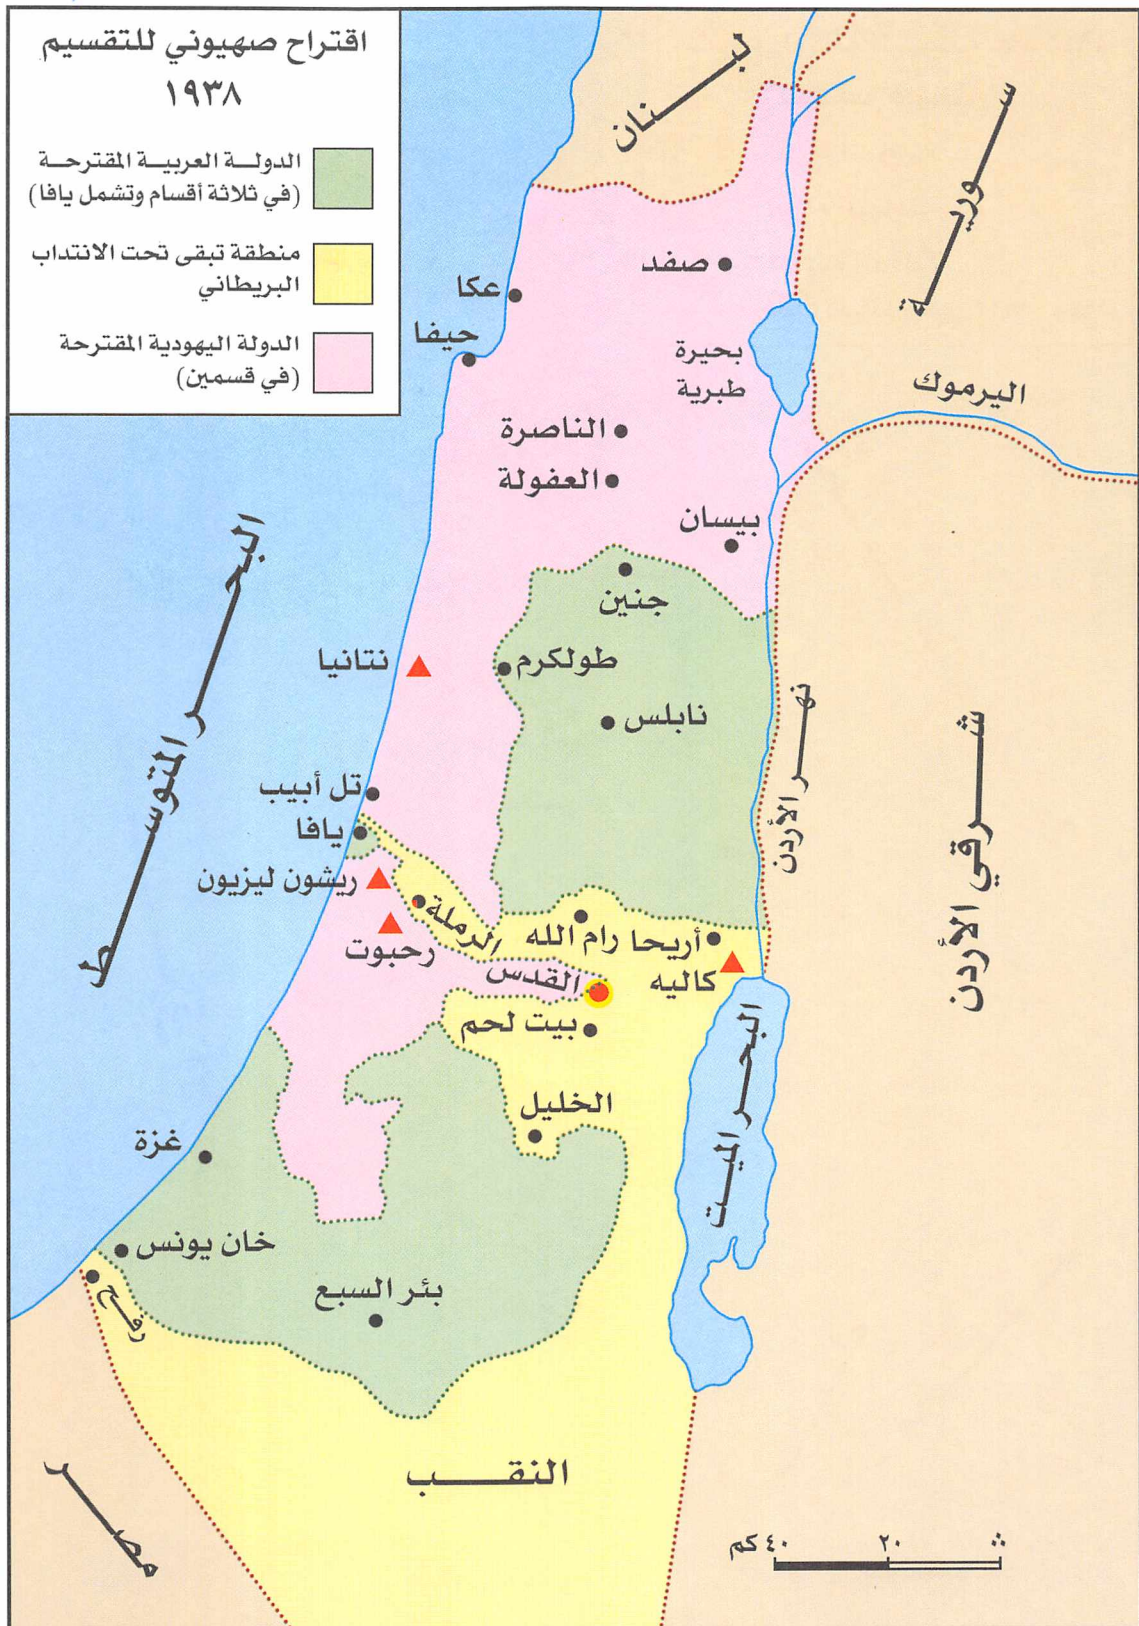 اقتراح صهيوني للتقسيم
١٩٣٨
الدولة العربية المقترحة
(في ثلاثة أقسام وتشمل يافا)
منطقة تبقى تحت الانتداب
البريطاني
الدولة اليهودية المقترحة
(في قسمين)
لبنان
سورية
صفد
عكا
حيفا
بحيرة
طبرية
اليرموك
الناصرة
العفولة
بيسان
جنين
البحر المتوسط
نتانيا
طولكرم
نابلس
نهر الأردن
شرقي الأردن
تل أبيب
يافا
ريشون ليزيون
الرملة
رحبوت
رام الله
أريحا
كاليه
القدس
بيت لحم
البحر الميت
الخليل
غزة
خان يونس
رفح
بئر السبع
النقب
مصر
٢٠
٤٠ كم